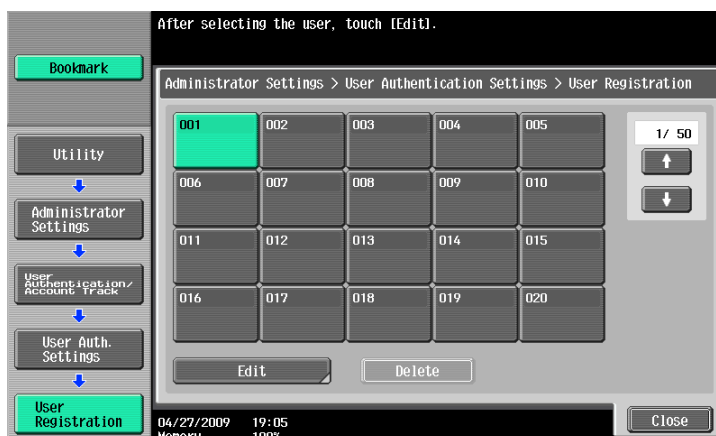 After selecting the user, touch [Edit].
Bookmark
Administrator Settings > User Authentication Settings > User Registration
001 002 003 004 005
1/ 50
Utility
006 007 008 009 010
Administrator
Settings
011 012 013 014 015
User
Authentication/
Account Track
016 017 018 019 020
User Auth.
Settings
Edit Delete
User
Registration
04/27/2009 19:05
Close
Memory 100%